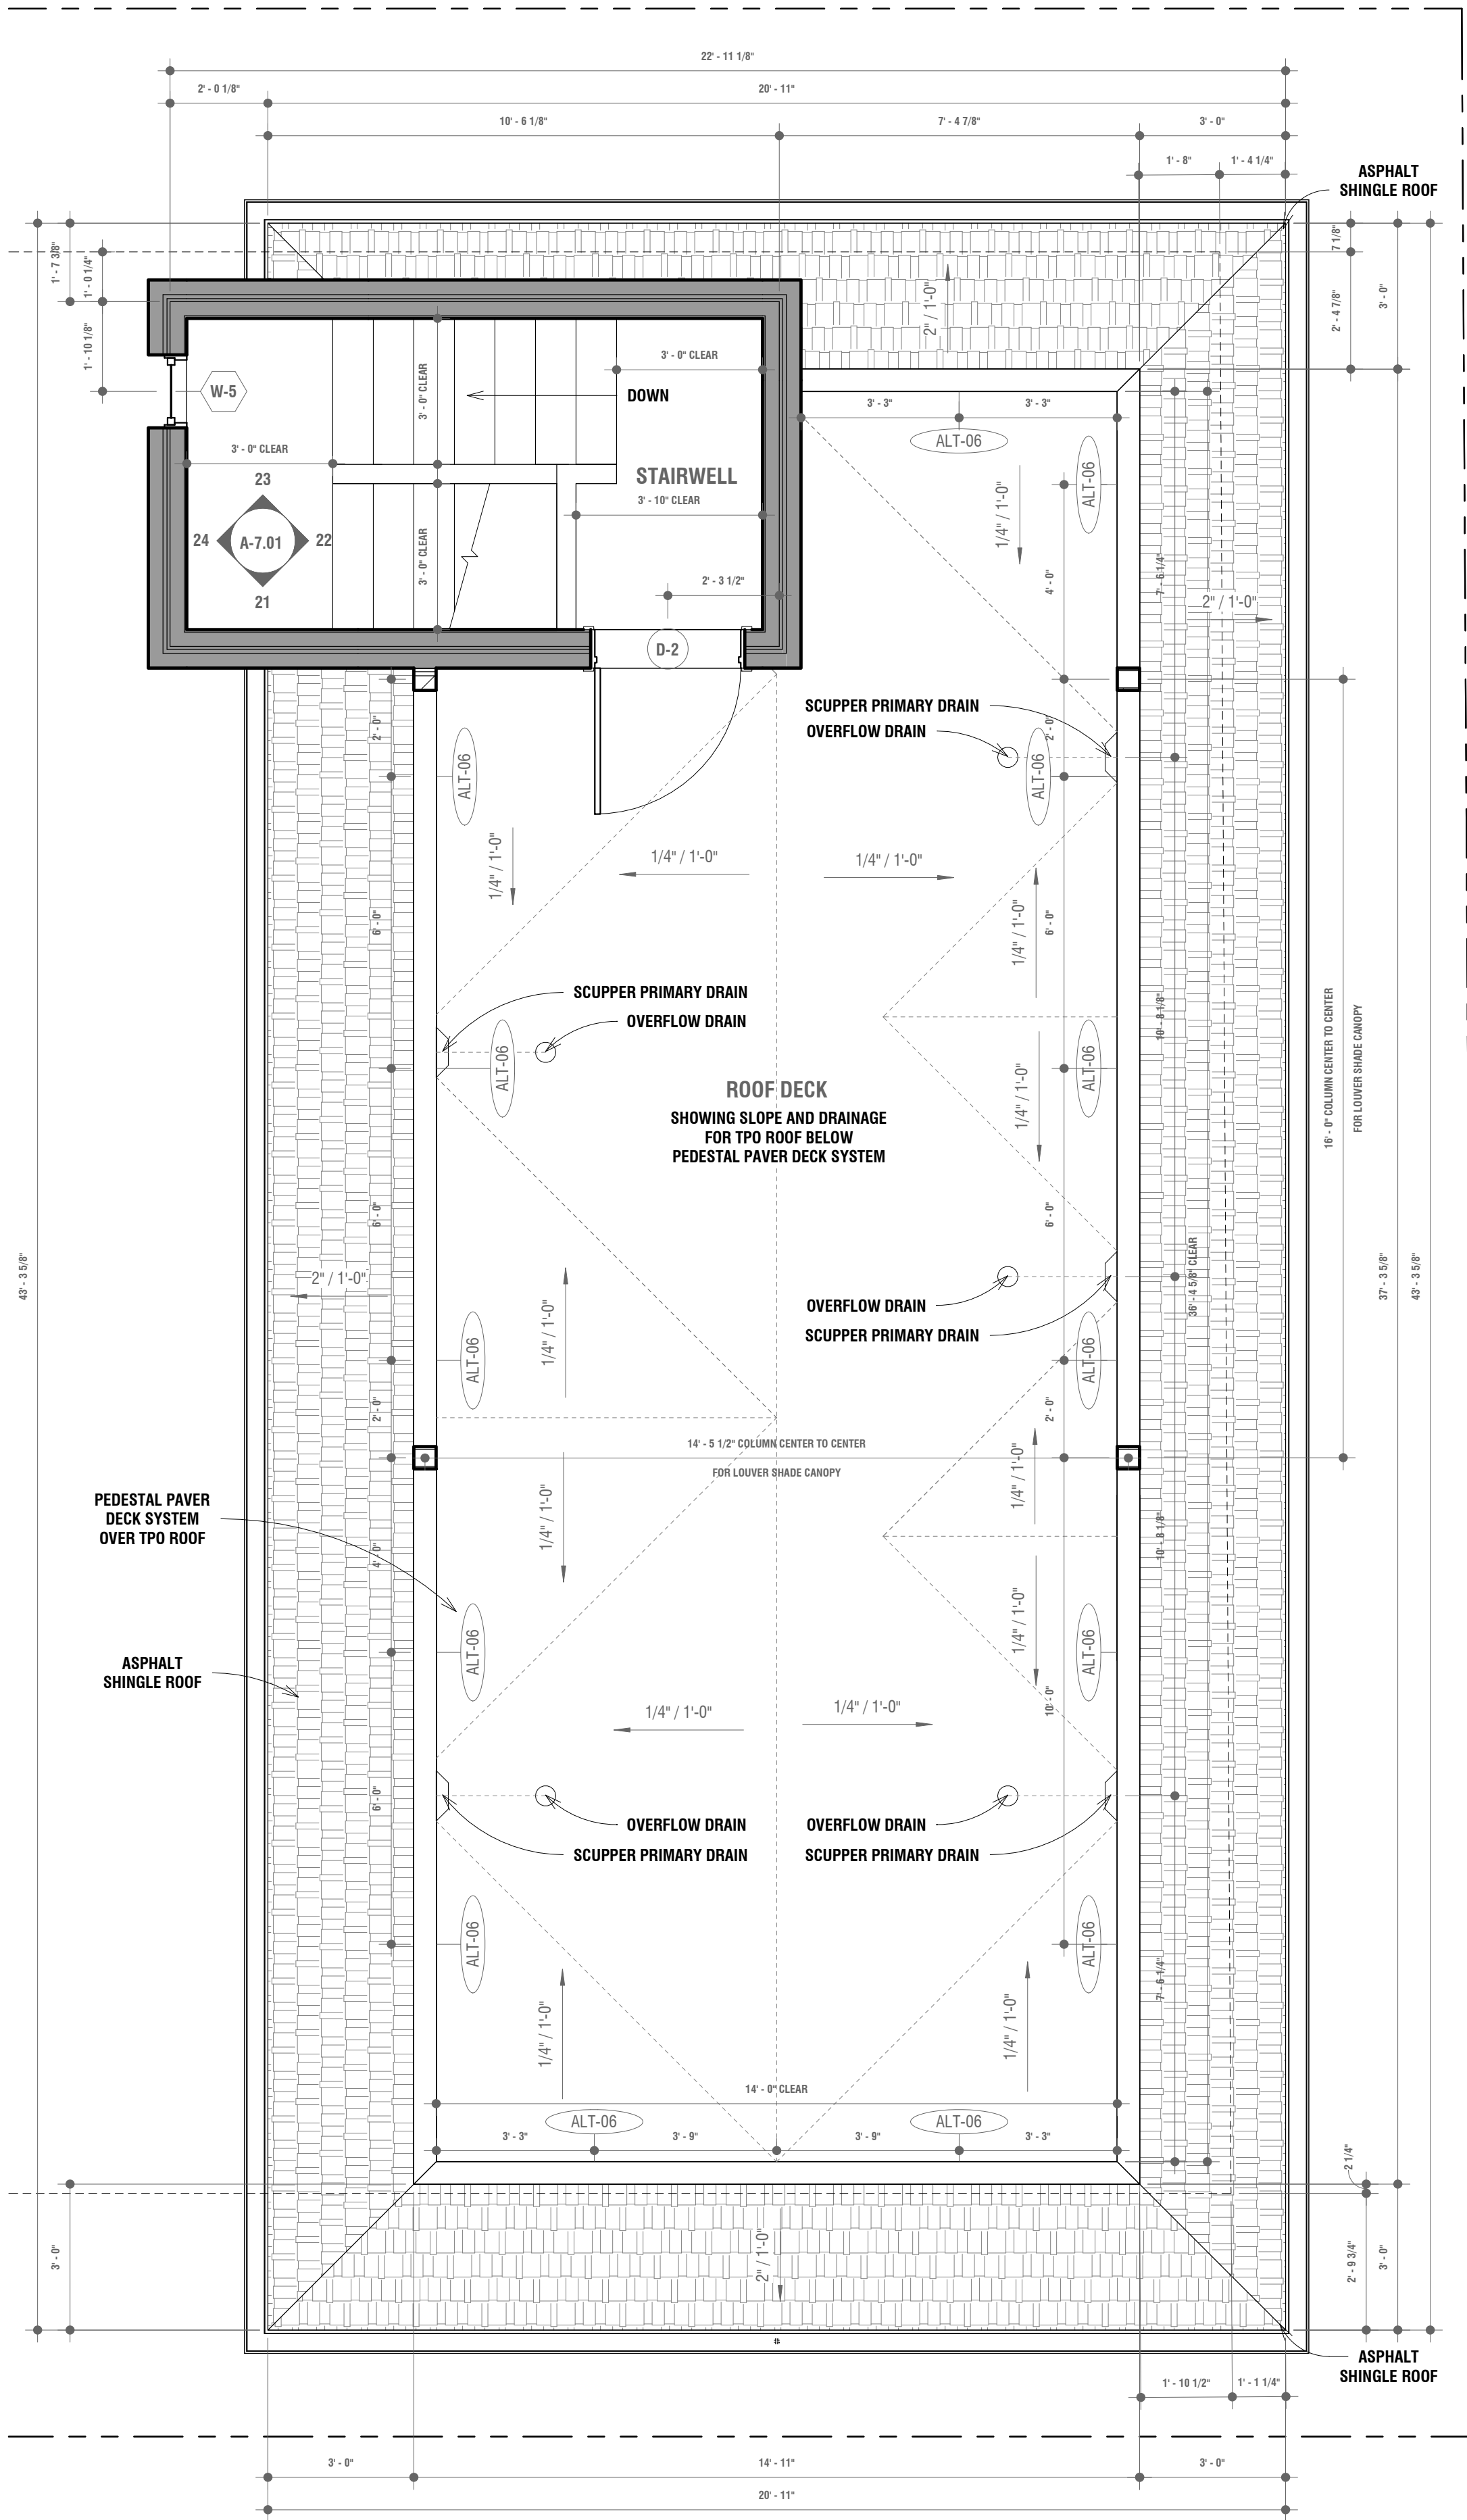 22' - 11 1/8"
2' - 0 1/8"
20' - 11"
10' - 6 1/8"
7' - 4 7/8"
3' - 0"
1' - 8"
1' - 4 1/4"
ASPHALT
SHINGLE ROOF
1' - 7 3/8"
1' - 0 1/4"
1' - 10 1/8"
7 1/8"
2' - 4 7/8"
3' - 0"
2" / 1'-0"
W-5
3' - 0" CLEAR
3' - 0" CLEAR
DOWN
3' - 0" CLEAR
STAIRWELL
3' - 10" CLEAR
23
24
A-7.01
22
21
3' - 0" CLEAR
2' - 3 1/2"
D-2
3' - 3"
3' - 3"
ALT-06
ALT-06
1/4" / 1'-0"
4' - 0"
7' - 6 1/4"
2" / 1'-0"
SCUPPER PRIMARY DRAIN
OVERFLOW DRAIN
2' - 0"
2' - 0"
ALT-06
ALT-06
1/4" / 1'-0"
1/4" / 1'-0"
1/4" / 1'-0"
1/4" / 1'-0"
6' - 0"
6' - 0"
SCUPPER PRIMARY DRAIN
OVERFLOW DRAIN
ALT-06
ALT-06
10' - 8 1/8"
16' - 0" COLUMN CENTER TO CENTER
FOR LOUVER SHADE CANOPY
ROOF DECK
SHOWING SLOPE AND DRAINAGE
FOR TPO ROOF BELOW
PEDESTAL PAVER DECK SYSTEM
1/4" / 1'-0"
6' - 0"
6' - 0"
43' - 3 5/8"
2" / 1'-0"
36' - 4 5/8" CLEAR
37' - 3 5/8"
43' - 3 5/8"
OVERFLOW DRAIN
SCUPPER PRIMARY DRAIN
1/4" / 1'-0"
ALT-06
ALT-06
2' - 0"
2' - 0"
14' - 5 1/2" COLUMN CENTER TO CENTER
FOR LOUVER SHADE CANOPY
1/4" / 1'-0"
PEDESTAL PAVER
DECK SYSTEM
OVER TPO ROOF
4' - 0"
1/4" / 1'-0"
10' - 8 1/8"
1/4" / 1'-0"
ALT-06
ALT-06
ASPHALT
SHINGLE ROOF
10' - 0"
1/4" / 1'-0"
1/4" / 1'-0"
6' - 0"
OVERFLOW DRAIN
SCUPPER PRIMARY DRAIN
OVERFLOW DRAIN
SCUPPER PRIMARY DRAIN
ALT-06
ALT-06
7' - 6 1/4"
1/4" / 1'-0"
1/4" / 1'-0"
14' - 0" CLEAR
ALT-06
ALT-06
3' - 3"
3' - 9"
3' - 9"
3' - 3"
2 1/4"
3' - 0"
2" / 1'-0"
2' - 9 3/4"
3' - 0"
ASPHALT
SHINGLE ROOF
1' - 10 1/2"
1' - 1 1/4"
3' - 0"
14' - 11"
3' - 0"
20' - 11"